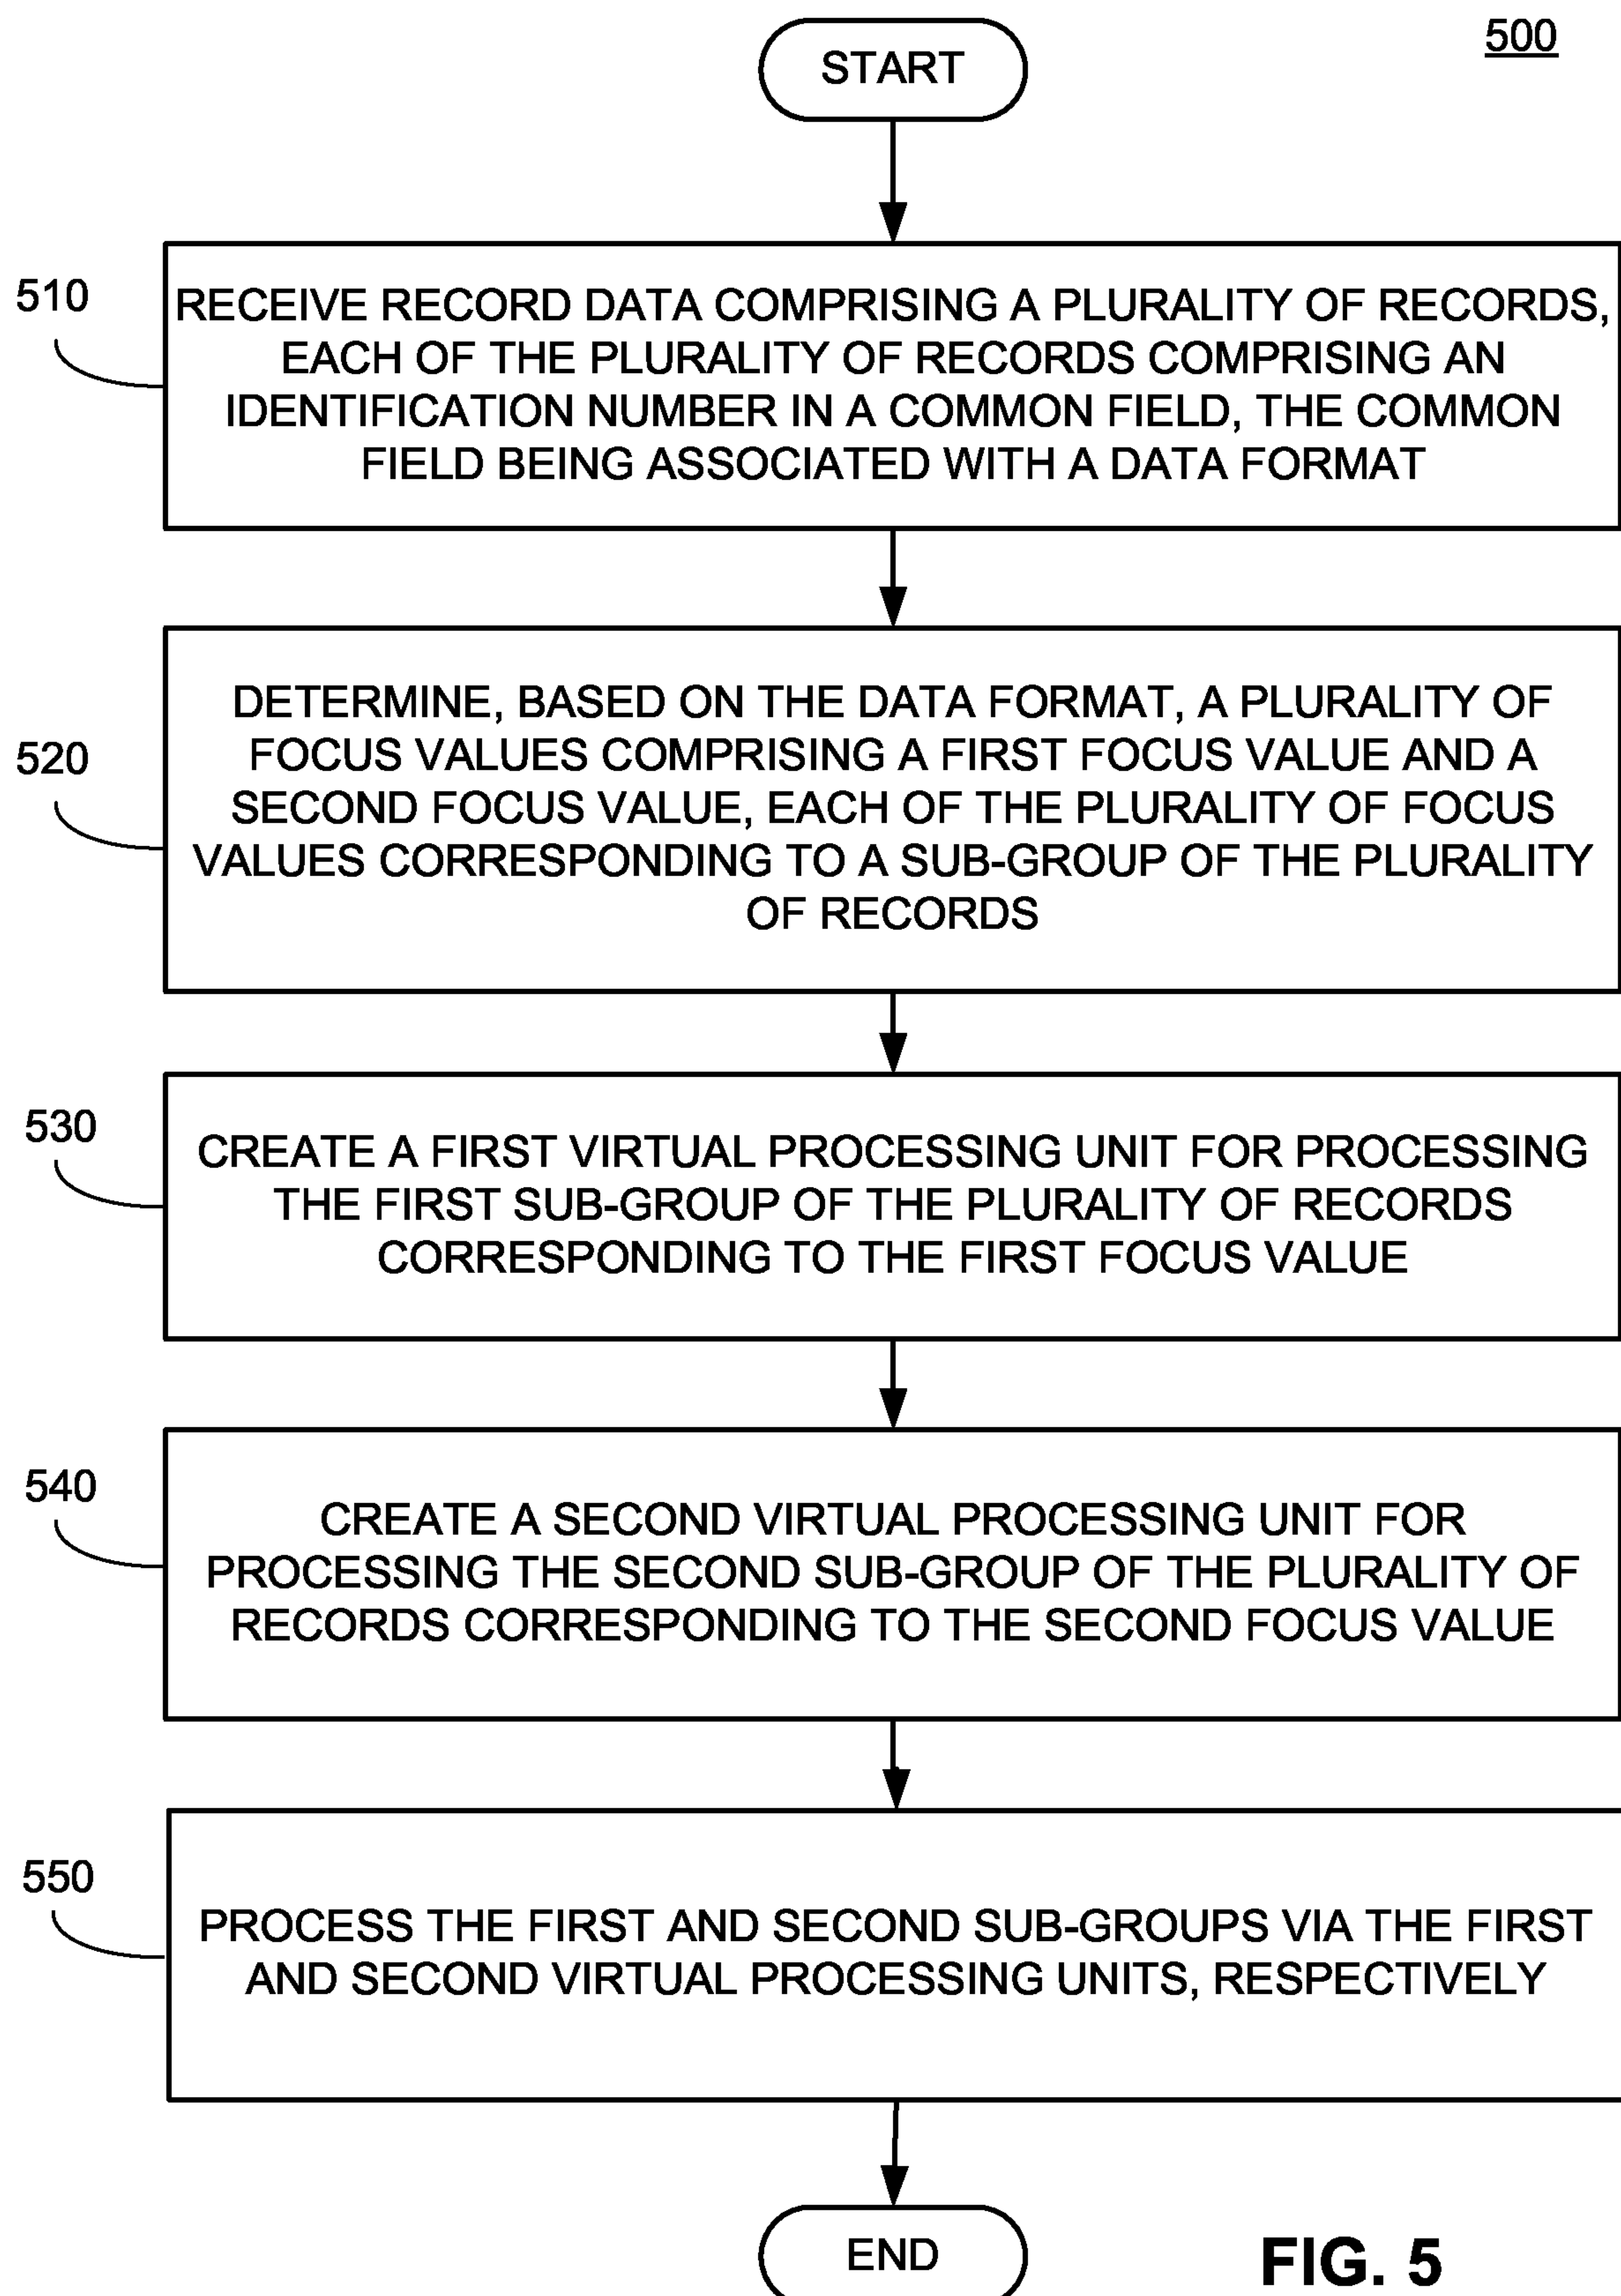 500
START
510
RECEIVE RECORD DATA COMPRISING A PLURALITY OF RECORDS,
EACH OF THE PLURALITY OF RECORDS COMPRISING AN
IDENTIFICATION NUMBER IN A COMMON FIELD, THE COMMON
FIELD BEING ASSOCIATED WITH A DATA FORMAT
520
DETERMINE, BASED ON THE DATA FORMAT, A PLURALITY OF
FOCUS VALUES COMPRISING A FIRST FOCUS VALUE AND A
SECOND FOCUS VALUE, EACH OF THE PLURALITY OF FOCUS
VALUES CORRESPONDING TO A SUB-GROUP OF THE PLURALITY
OF RECORDS
530
CREATE A FIRST VIRTUAL PROCESSING UNIT FOR PROCESSING
THE FIRST SUB-GROUP OF THE PLURALITY OF RECORDS
CORRESPONDING TO THE FIRST FOCUS VALUE
540
CREATE A SECOND VIRTUAL PROCESSING UNIT FOR
PROCESSING THE SECOND SUB-GROUP OF THE PLURALITY OF
RECORDS CORRESPONDING TO THE SECOND FOCUS VALUE
550
PROCESS THE FIRST AND SECOND SUB-GROUPS VIA THE FIRST
AND SECOND VIRTUAL PROCESSING UNITS, RESPECTIVELY
END
FIG. 5